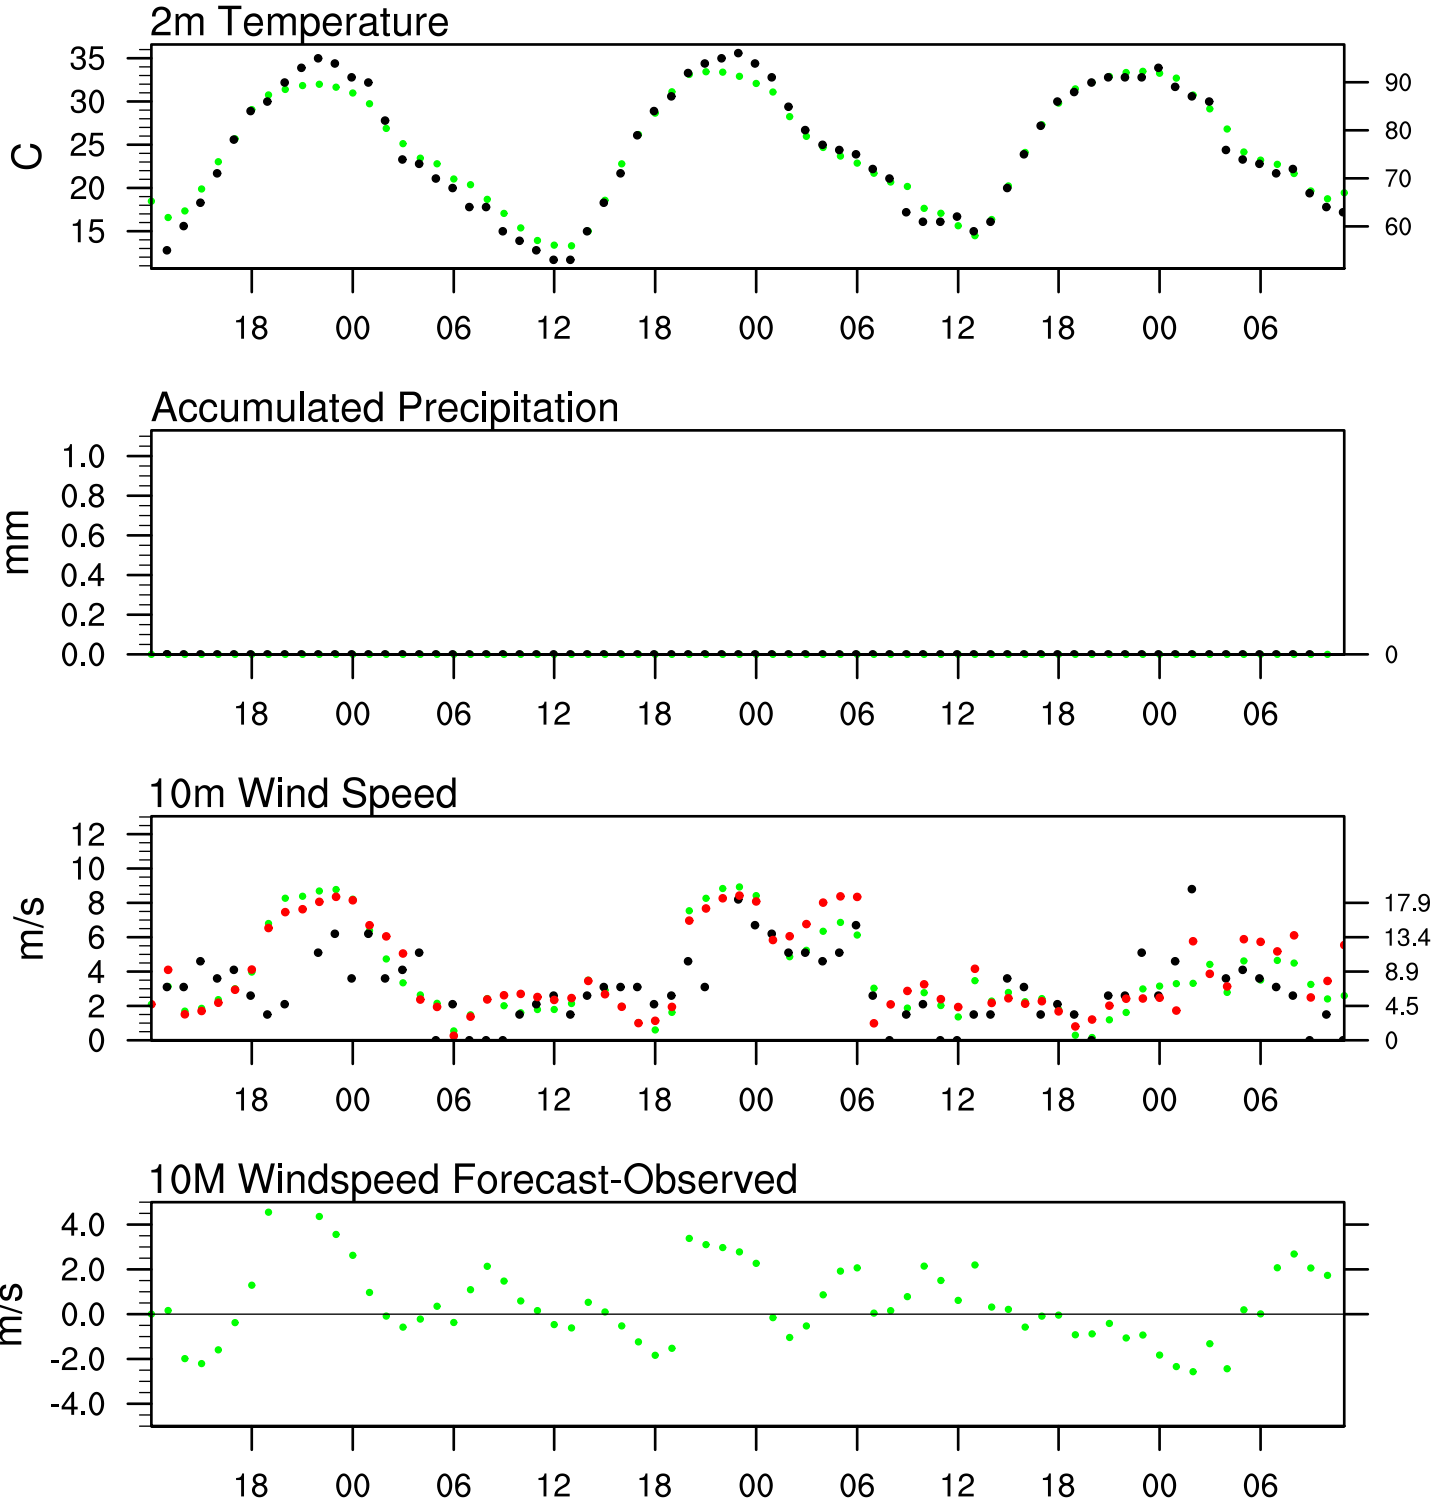 2m Temperature
35
30
25
20
15
C
90
80
70
60
18 00 06 12 18 00 06 12 18 00 06
Accumulated Precipitation
1.0
0.8
0.6
0.4
0.2
0.0
mm
0
18 00 06 12 18 00 06 12 18 00 06
10m Wind Speed
12
10
8
6
4
2
0
m/s
17.9
13.4
8.9
4.5
0
18 00 06 12 18 00 06 12 18 00 06
10M Windspeed Forecast-Observed
4.0
2.0
0.0
-2.0
-4.0
m/s
18 00 06 12 18 00 06 12 18 00 06